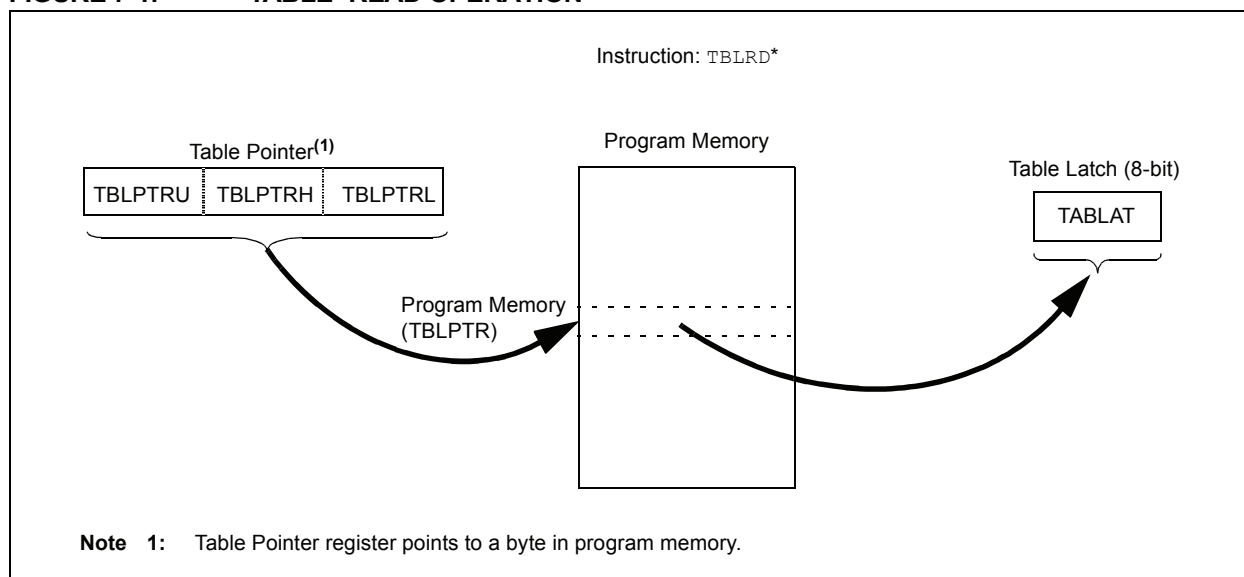 Instruction: TBLRD*
Table Pointer(1)
TBLPTRU TBLPTRH TBLPTRL
Program Memory
Table Latch (8-bit)
TABLAT
Program Memory
(TBLPTR)
Note 1: Table Pointer register points to a byte in program memory.